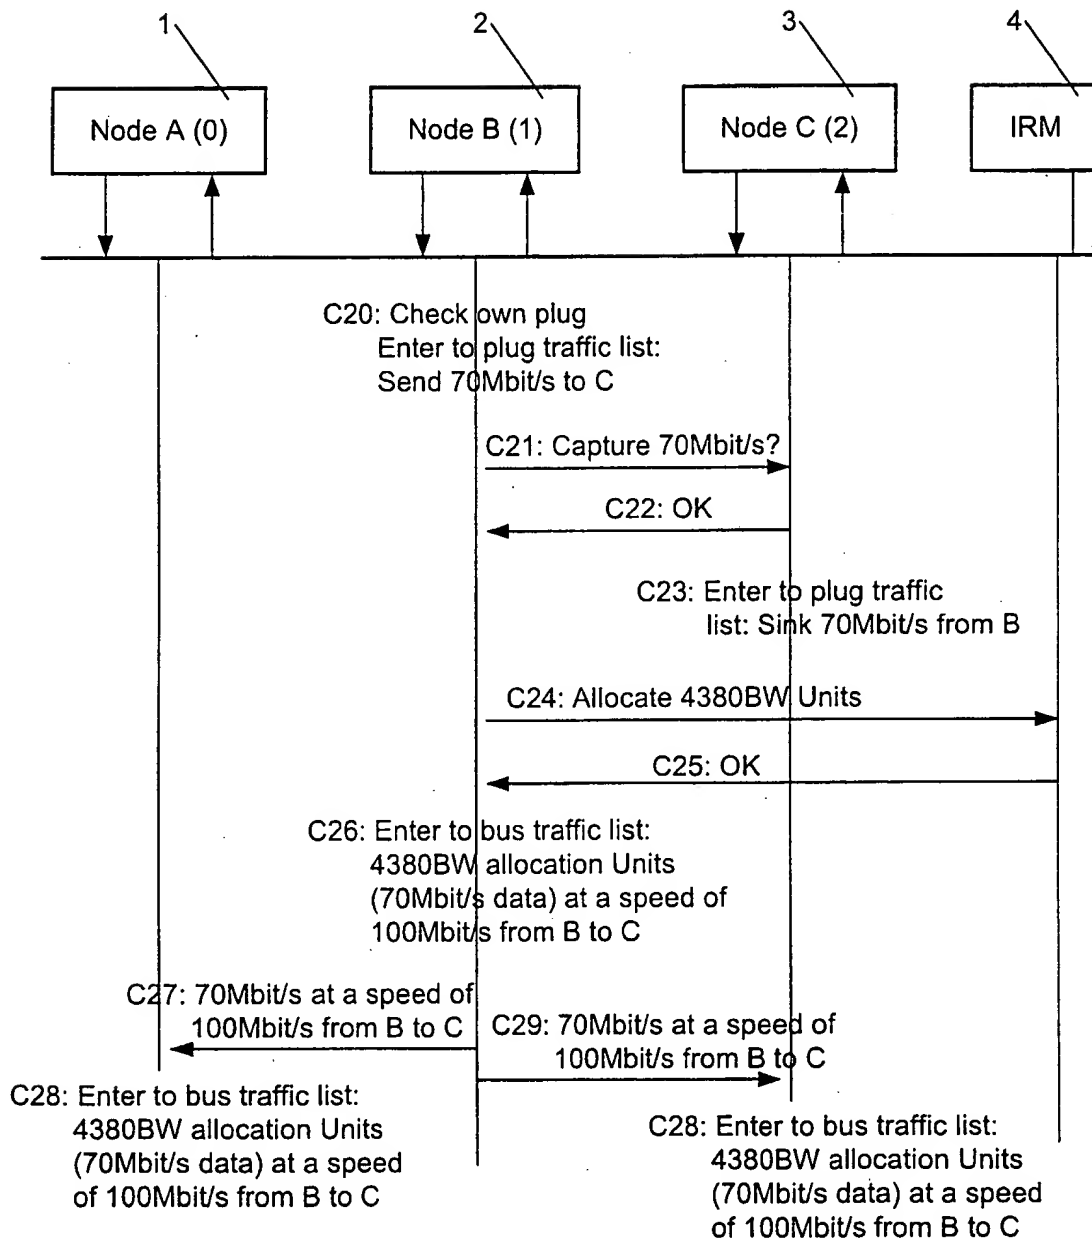 1
2
3
4
Node A (0)
Node B (1)
Node C (2)
IRM
C20: Check own plug
Enter to plug traffic list:
Send 70Mbit/s to C
C21: Capture 70Mbit/s?
C22: OK
C23: Enter to plug traffic
list: Sink 70Mbit/s from B
C24: Allocate 4380BW Units
C25: OK
C26: Enter to bus traffic list:
4380BW allocation Units
(70Mbit/s data) at a speed of
100Mbit/s from B to C
C27: 70Mbit/s at a speed of
100Mbit/s from B to C
C29: 70Mbit/s at a speed of
100Mbit/s from B to C
C28: Enter to bus traffic list:
4380BW allocation Units
(70Mbit/s data) at a speed
of 100Mbit/s from B to C
C28: Enter to bus traffic list:
4380BW allocation Units
(70Mbit/s data) at a speed
of 100Mbit/s from B to C